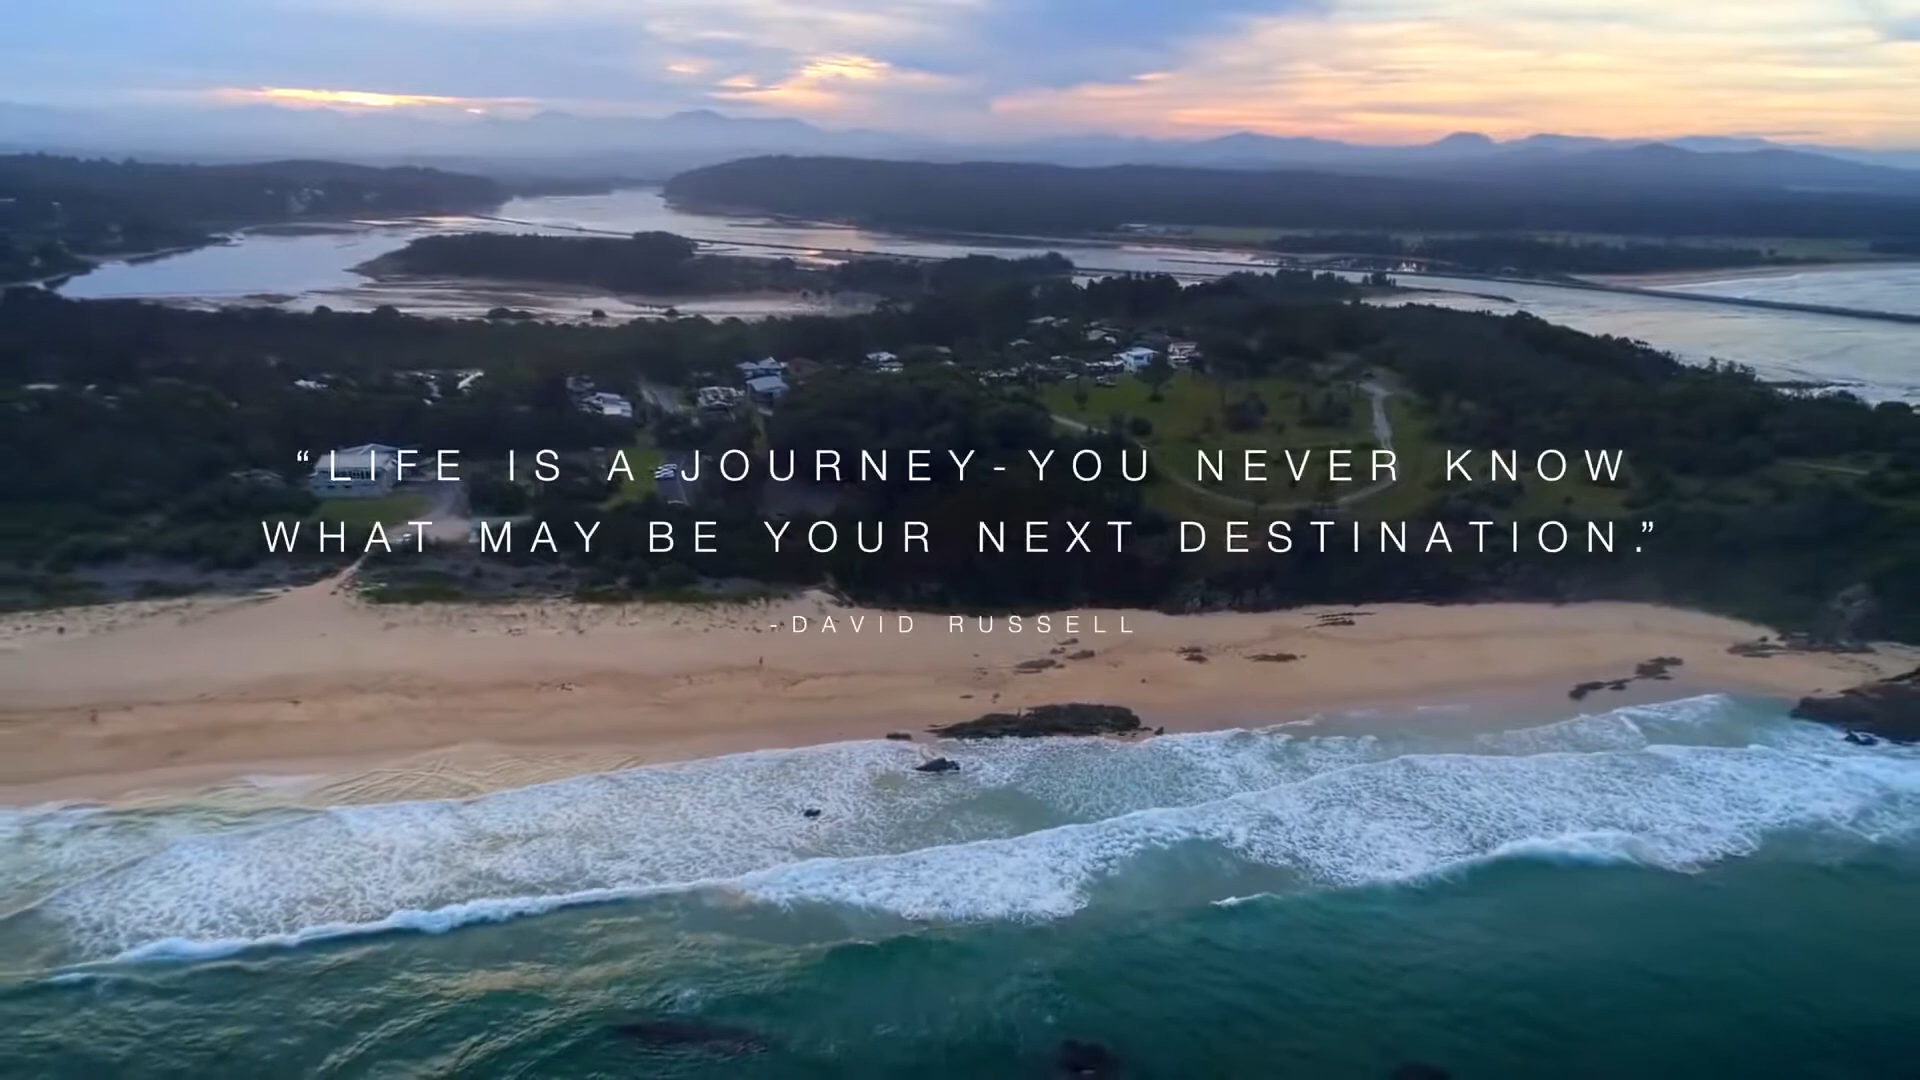 “LIFE IS A JOURNEY-YOU NEVER KNOW
WHAT MAY BE YOUR NEXT DESTINATION.”
-DAVID RUSSELL